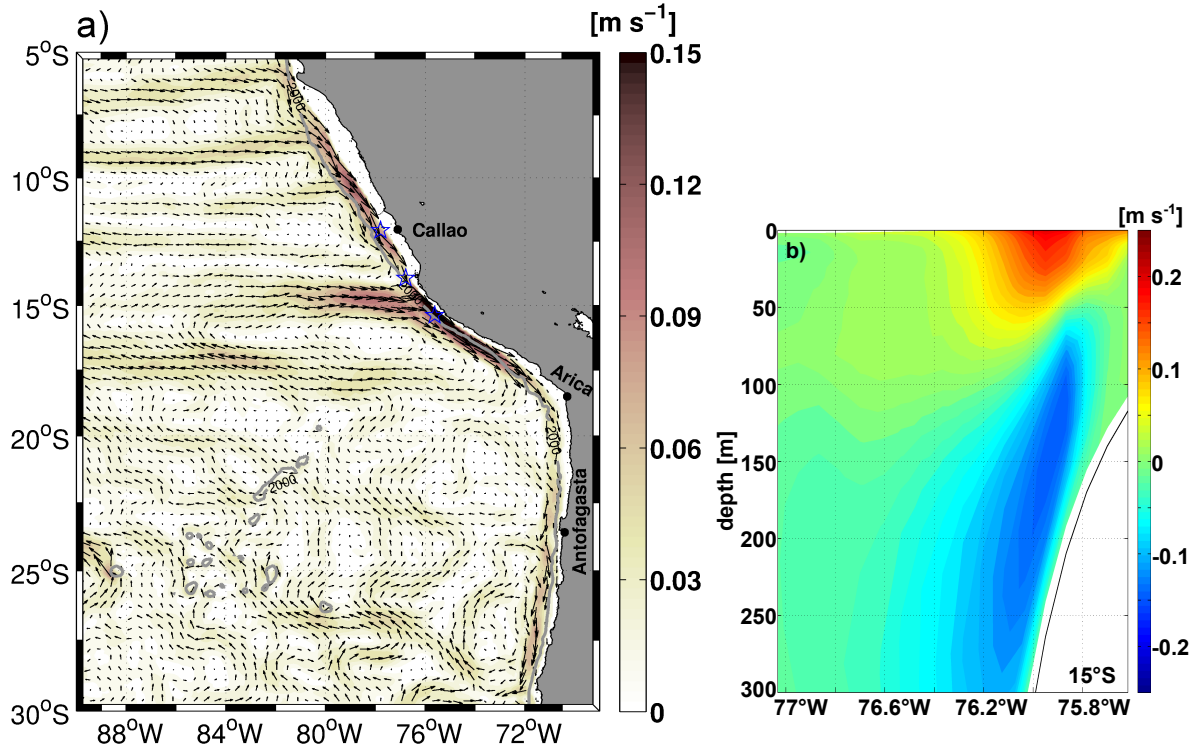 a)
[m s⁻¹]
5°S
10°S
15°S
20°S
25°S
30°S
88°W
84°W
80°W
76°W
72°W
2000
Callao
2000
Arica
2000
2000
Antofagasta
0.15
0.12
0.09
0.06
0.03
0
[m s⁻¹]
b)
0
50
100
150
200
250
300
depth [m]
77°W
76.6°W
76.2°W
75.8°W
15°S
0.2
0.1
0
-0.1
-0.2